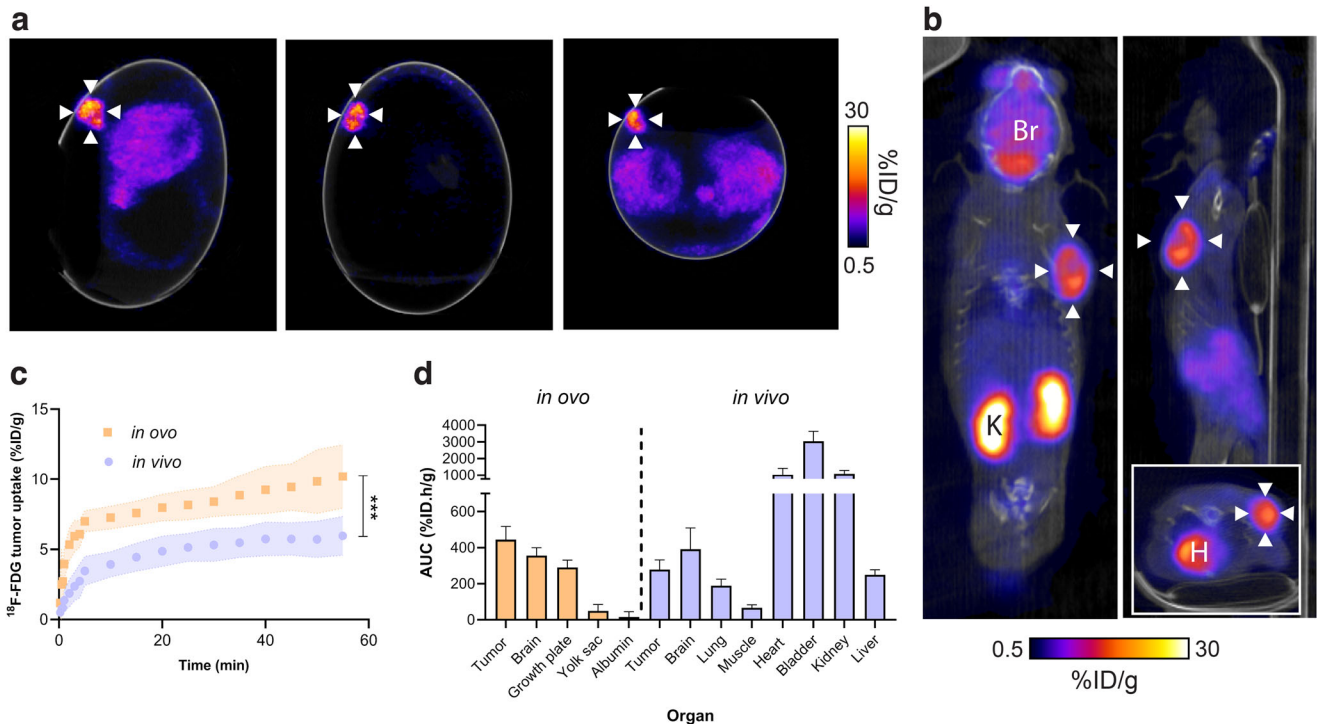 a
30
%ID/g
0.5
b
Br
K
H
0.5
30
%ID/g
c
15
10
5
0
0
20
40
60
in ovo
in vivo
***
¹⁸F-FDG tumor uptake (%ID/g)
Time (min)
d
in ovo
in vivo
4000
3000
2000
1000
600
400
200
0
AUC (%ID.h/g)
Tumor
Brain
Growth plate
Yolk sac
Albumin
Tumor
Brain
Lung
Muscle
Heart
Bladder
Kidney
Liver
Organ